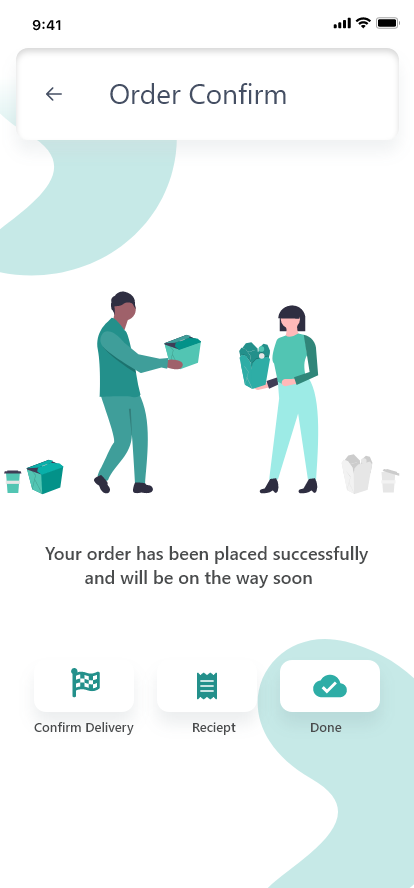 9:41
Order Confirm
Your order has been placed successfully
and will be on the way soon
Confirm Delivery
Reciept
Done